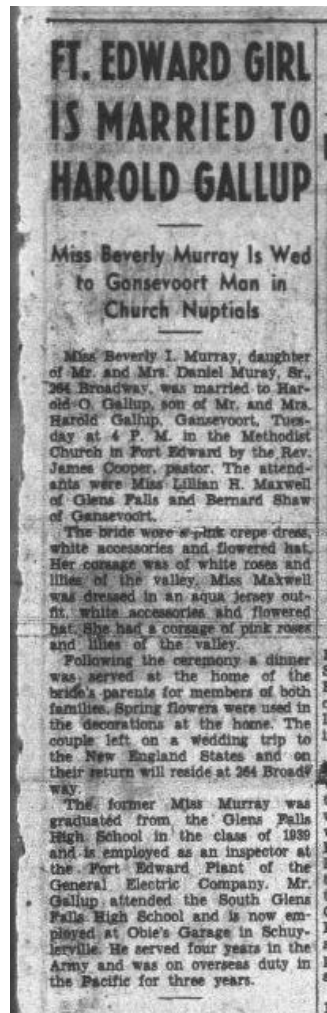 FT. EDWARD GIRL
IS MARRIED TO
HAROLD GALLUP
Miss Beverly Murray Is Wed
to Gansevoort Man in
Church Nuptials
Miss Beverly I. Murray, daughter
of Mr. and Mrs. Daniel Muray, Sr.,
264 Broadway, was married to Har-
old O. Gallup, son of Mr. and Mrs.
Harold Gallup, Gansevoort, Tues-
day at 4 P. M. in the Methodist
Church in Fort Edward by the Rev.
James Cooper, pastor. The attend-
ants were Miss Lillian H. Maxwell
of Glens Falls and Bernard Shaw
of Gansevoort.
The bride wore a pink crepe dress,
white accessories and flowered hat.
Her corsage was of white roses and
lilies of the valley. Miss Maxwell
was dressed in an aqua jersey out-
fit, white accessories and flowered
hat. She had a corsage of pink roses
and lilies of the valley.
Following the ceremony a dinner
was served at the home of the
bride's parents for members of both
families. Spring flowers were used in
the decorations at the home. The
couple left on a wedding trip to
the New England States and on
their return will reside at 264 Broad-
way.
The former Miss Murray was
graduated from the Glens Falls
High School in the class of 1939
and is employed as an inspector at
the Fort Edward Plant of the
General Electric Company. Mr.
Gallup attended the South Glens
Falls High School and is now em-
ployed at Obie's Garage in Schuy-
lerville. He served four years in the
Army and was on overseas duty in
the Pacific for three years.